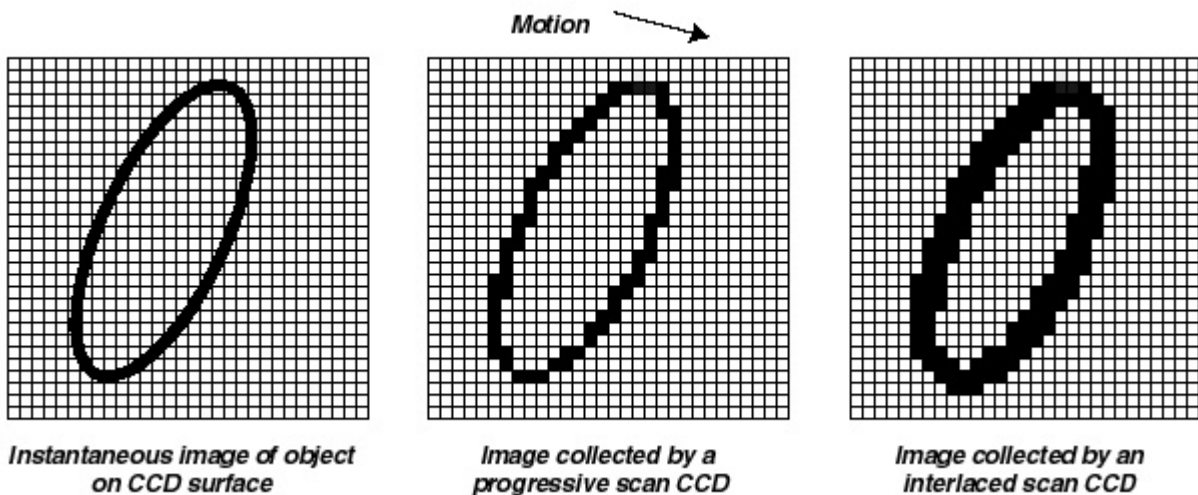 Motion
Instantaneous image of object
on CCD surface
Image collected by a
progressive scan CCD
Image collected by an
interlaced scan CCD